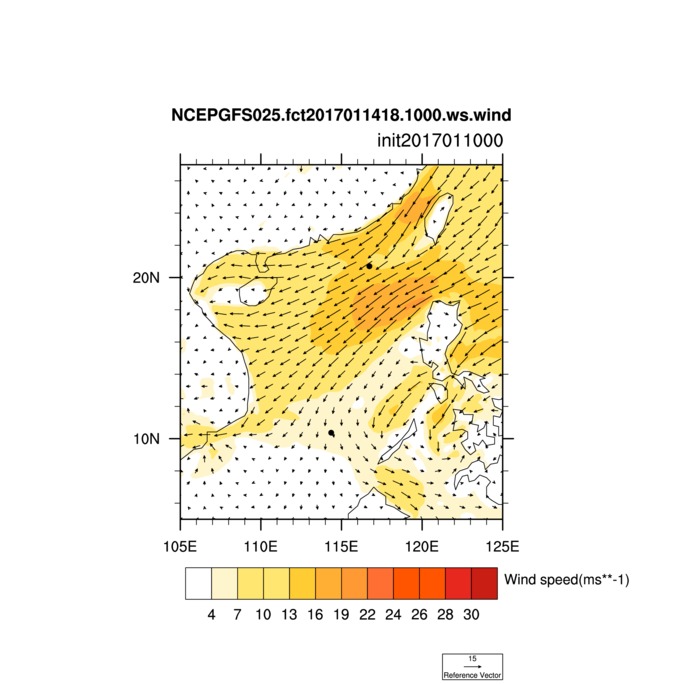 NCEPGFS025.fct2017011418.1000.ws.wind
init2017011000
20N
10N
105E 110E 115E 120E 125E
4 7 10 13 16 19 22 24 26 28 30
Wind speed(ms**-1)
15
Reference Vector